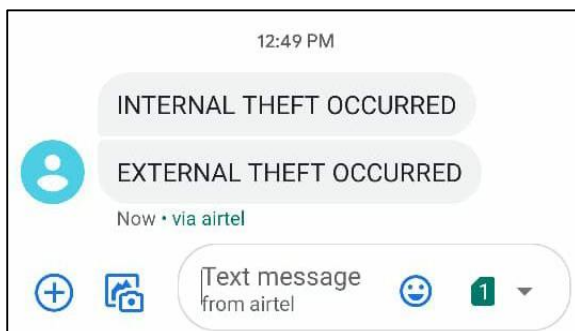 12:49 PM
INTERNAL THEFT OCCURRED
EXTERNAL THEFT OCCURRED
Now • via airtel
Text message
from airtel
1